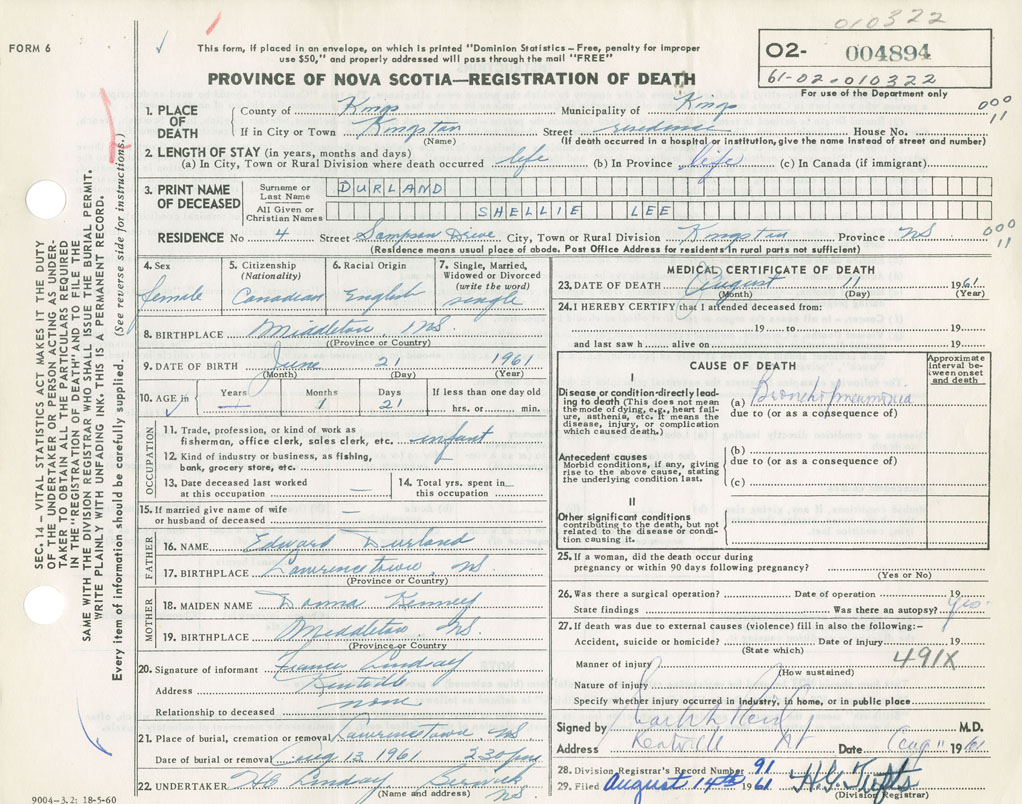 010322
FORM 6
This form, if placed in an envelope, on which is printed "Dominion Statistics – Free, penalty for improper
use $50," and properly addressed will pass through the mail "FREE"
O2- 004894
61-02-010322
For use of the Department only
PROVINCE OF NOVA SCOTIA—REGISTRATION OF DEATH
1. PLACE OF DEATH
County of Kings Municipality of Kings
000
11
If in City or Town Kingston Street residence House No.
(Name) (If death occurred in a hospital or institution, give the name instead of street and number)
2. LENGTH OF STAY (in years, months and days)
(a) In City, Town or Rural Division where death occurred life (b) In Province life (c) In Canada (if immigrant)
3. PRINT NAME OF DECEASED
Surname or Last Name DURLAND
All Given or Christian Names SHELLIE LEE
RESIDENCE No 4 Street Sampson Drive City, Town or Rural Division Kingston Province NS
000
11
(Residence means usual place of abode. Post Office Address for residents in rural parts not sufficient)
4. Sex female
5. Citizenship (Nationality) Canadian
6. Racial Origin English
7. Single, Married, Widowed or Divorced (write the word) single
8. BIRTHPLACE Middleton, NS.
(Province or Country)
9. DATE OF BIRTH June 21 1961
(Month) (Day) (Year)
10. AGE in Years — Months 1 Days 21 If less than one day old
hrs. or min.
OCCUPATION
11. Trade, profession, or kind of work as
fisherman, office clerk, sales clerk, etc. infant
12. Kind of industry or business, as fishing,
bank, grocery store, etc.
13. Date deceased last worked
at this occupation —
14. Total yrs. spent in
this occupation —
15. If married give name of wife
or husband of deceased —
FATHER
16. NAME Edward Durland
17. BIRTHPLACE Lawrencetown, NS
(Province or Country)
MOTHER
18. MAIDEN NAME Donna Kenney
19. BIRTHPLACE Middleton NS.
(Province or Country
20. Signature of informant Lindsay
Address Kentville
Relationship to deceased none
21. Place of burial, cremation or removal Lawrencetown, NS
Date of burial or removal Aug 13 1961 2 30 pm
22. UNDERTAKER HC Lindsay Berwick NS
(Name and address)
9004-3.2: 18-5-60
MEDICAL CERTIFICATE OF DEATH
23. DATE OF DEATH August 11 1961
(Month) (Day) (Year)
24. I HEREBY CERTIFY that I attended deceased from:
19 to 19
and last saw h alive on 19
CAUSE OF DEATH
Approximate interval between onset and death
I
Disease or condition directly leading to death (This does not mean the mode of dying, e.g., heart failure, asthenia, etc. It means the disease, injury, or complication which caused death.)
(a) Bronchopneumonia
due to (or as a consequence of)
Antecedent causes
Morbid conditions, if any, giving rise to the above cause, stating the underlying condition last.
(b)
due to (or as a consequence of)
(c)
II
Other significant conditions
contributing to the death, but not related to the disease or condition causing it.
25. If a woman, did the death occur during
pregnancy or within 90 days following pregnancy?
(Yes or No)
26. Was there a surgical operation? Date of operation 19
State findings Was there an autopsy? yes.
27. If death was due to external causes (violence) fill in also the following:–
Accident, suicide or homicide? Date of injury 19
(State which)
491X
Manner of injury
(How sustained)
Nature of injury
Specify whether injury occurred in industry, in home, or in public place
Signed by M.D.
Address Kentville NS Date Aug 11 1961
28. Division Registrar's Record Number 91
29. Filed August 14th 1961 H.G. Tufts
(Division Registrar)
SEC. 14 – VITAL STATISTICS ACT MAKES IT THE DUTY
OF THE UNDERTAKER OR PERSON ACTING AS UNDER-
TAKER TO OBTAIN ALL THE PARTICULARS REQUIRED
IN THE "REGISTRATION OF DEATH" AND TO FILE THE
SAME WITH THE DIVISION REGISTRAR WHO SHALL ISSUE THE BURIAL PERMIT.
WRITE PLAINLY WITH UNFADING INK. THIS IS A PERMANENT RECORD.
Every item of information should be carefully supplied. (See reverse side for instructions.)